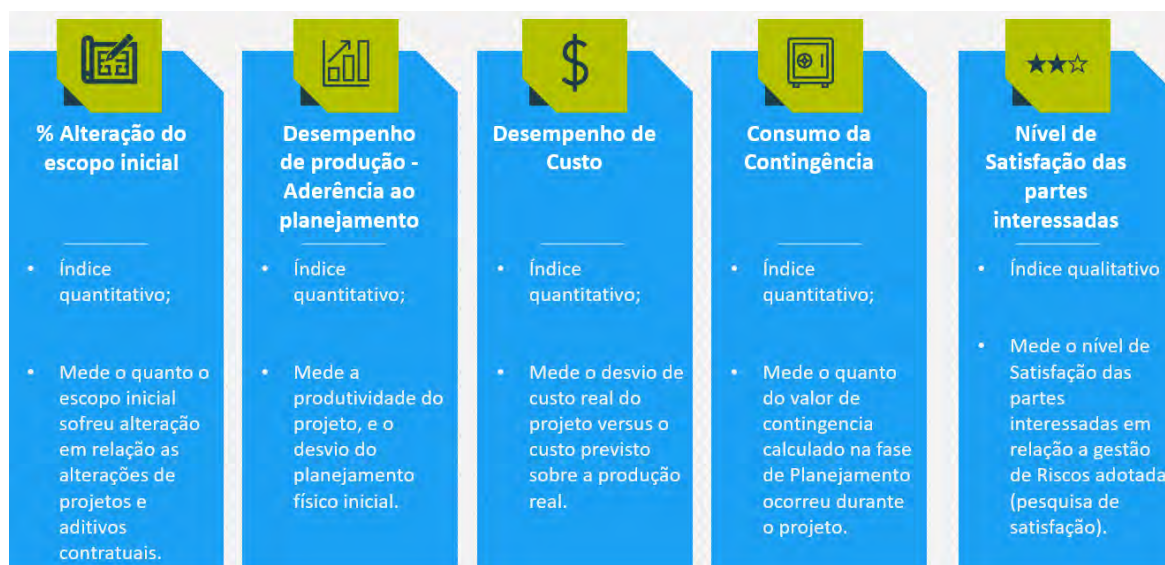 % Alteração do
escopo inicial
• Índice
quantitativo;
• Mede o quanto o
escopo inicial
sofreu alteração
em relação as
alterações de
projetos e
aditivos
contratuais.
Desempenho
de produção -
Aderência ao
planejamento
• Índice
quantitativo;
• Mede a
produtividade do
projeto, e o
desvio do
planejamento
físico inicial.
$
Desempenho de
Custo
• Índice
quantitativo;
• Mede o desvio de
custo real do
projeto versus o
custo previsto
sobre a produção
real.
Consumo da
Contingência
• Índice
quantitativo;
• Mede o quanto
do valor de
contingencia
calculado na fase
de Planejamento
ocorreu durante
o projeto.
Nível de
Satisfação das
partes
interessadas
• Índice qualitativo
• Mede o nível de
Satisfação das
partes
interessadas em
relação a gestão
de Riscos adotada
(pesquisa de
satisfação).